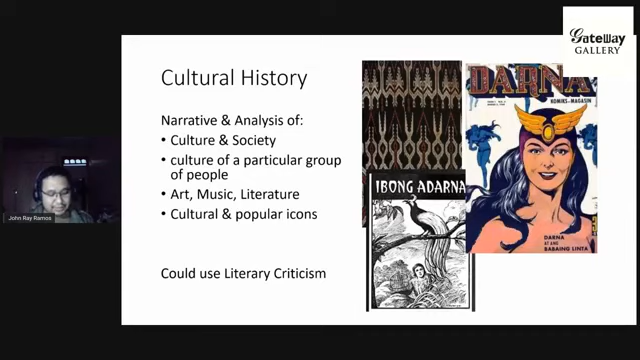 GateWay
GALLERY
Cultural History
Narrative & Analysis of:
• Culture & Society
• culture of a particular group
of people
• Art, Music, Literature
• Cultural & popular icons
Could use Literary Criticism
DARNA
KOMIKS-MAGASIN
IBONG ADARNA
DARNA
AT ANG
BABAING LINTA
John Ray Ramos